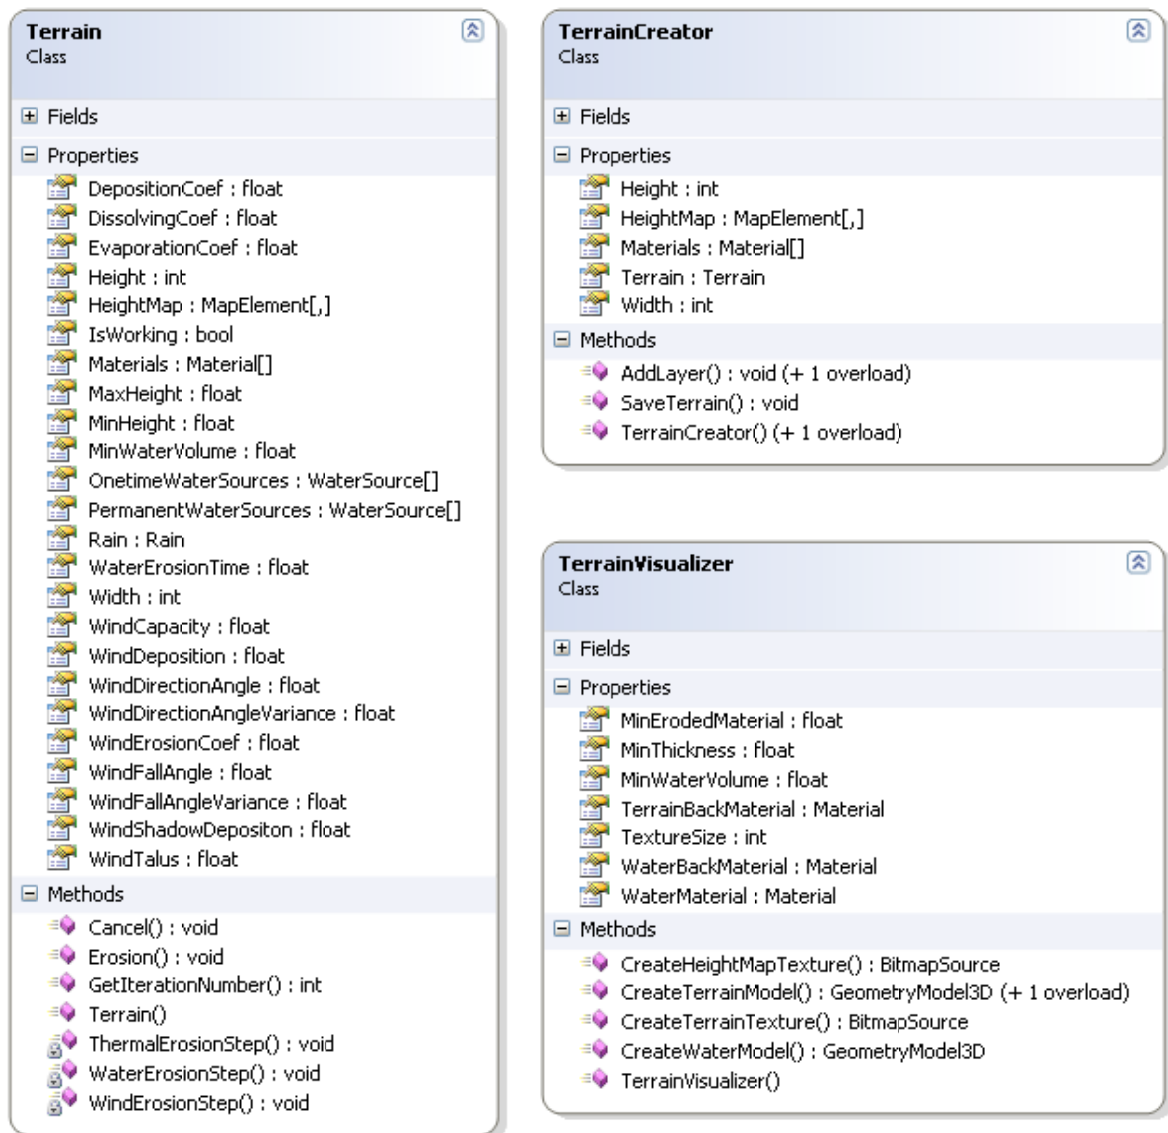 Terrain
Class
Fields
Properties
DepositionCoef : float
DissolvingCoef : float
EvaporationCoef : float
Height : int
HeightMap : MapElement[,]
IsWorking : bool
Materials : Material[]
MaxHeight : float
MinHeight : float
MinWaterVolume : float
OnetimeWaterSources : WaterSource[]
PermanentWaterSources : WaterSource[]
Rain : Rain
WaterErosionTime : float
Width : int
WindCapacity : float
WindDeposition : float
WindDirectionAngle : float
WindDirectionAngleVariance : float
WindErosionCoef : float
WindFallAngle : float
WindFallAngleVariance : float
WindShadowDepositon : float
WindTalus : float
Methods
Cancel() : void
Erosion() : void
GetIterationNumber() : int
Terrain()
ThermalErosionStep() : void
WaterErosionStep() : void
WindErosionStep() : void
TerrainCreator
Class
Fields
Properties
Height : int
HeightMap : MapElement[,]
Materials : Material[]
Terrain : Terrain
Width : int
Methods
AddLayer() : void (+ 1 overload)
SaveTerrain() : void
TerrainCreator() (+ 1 overload)
TerrainVisualizer
Class
Fields
Properties
MinErodedMaterial : float
MinThickness : float
MinWaterVolume : float
TerrainBackMaterial : Material
TextureSize : int
WaterBackMaterial : Material
WaterMaterial : Material
Methods
CreateHeightMapTexture() : BitmapSource
CreateTerrainModel() : GeometryModel3D (+ 1 overload)
CreateTerrainTexture() : BitmapSource
CreateWaterModel() : GeometryModel3D
TerrainVisualizer()